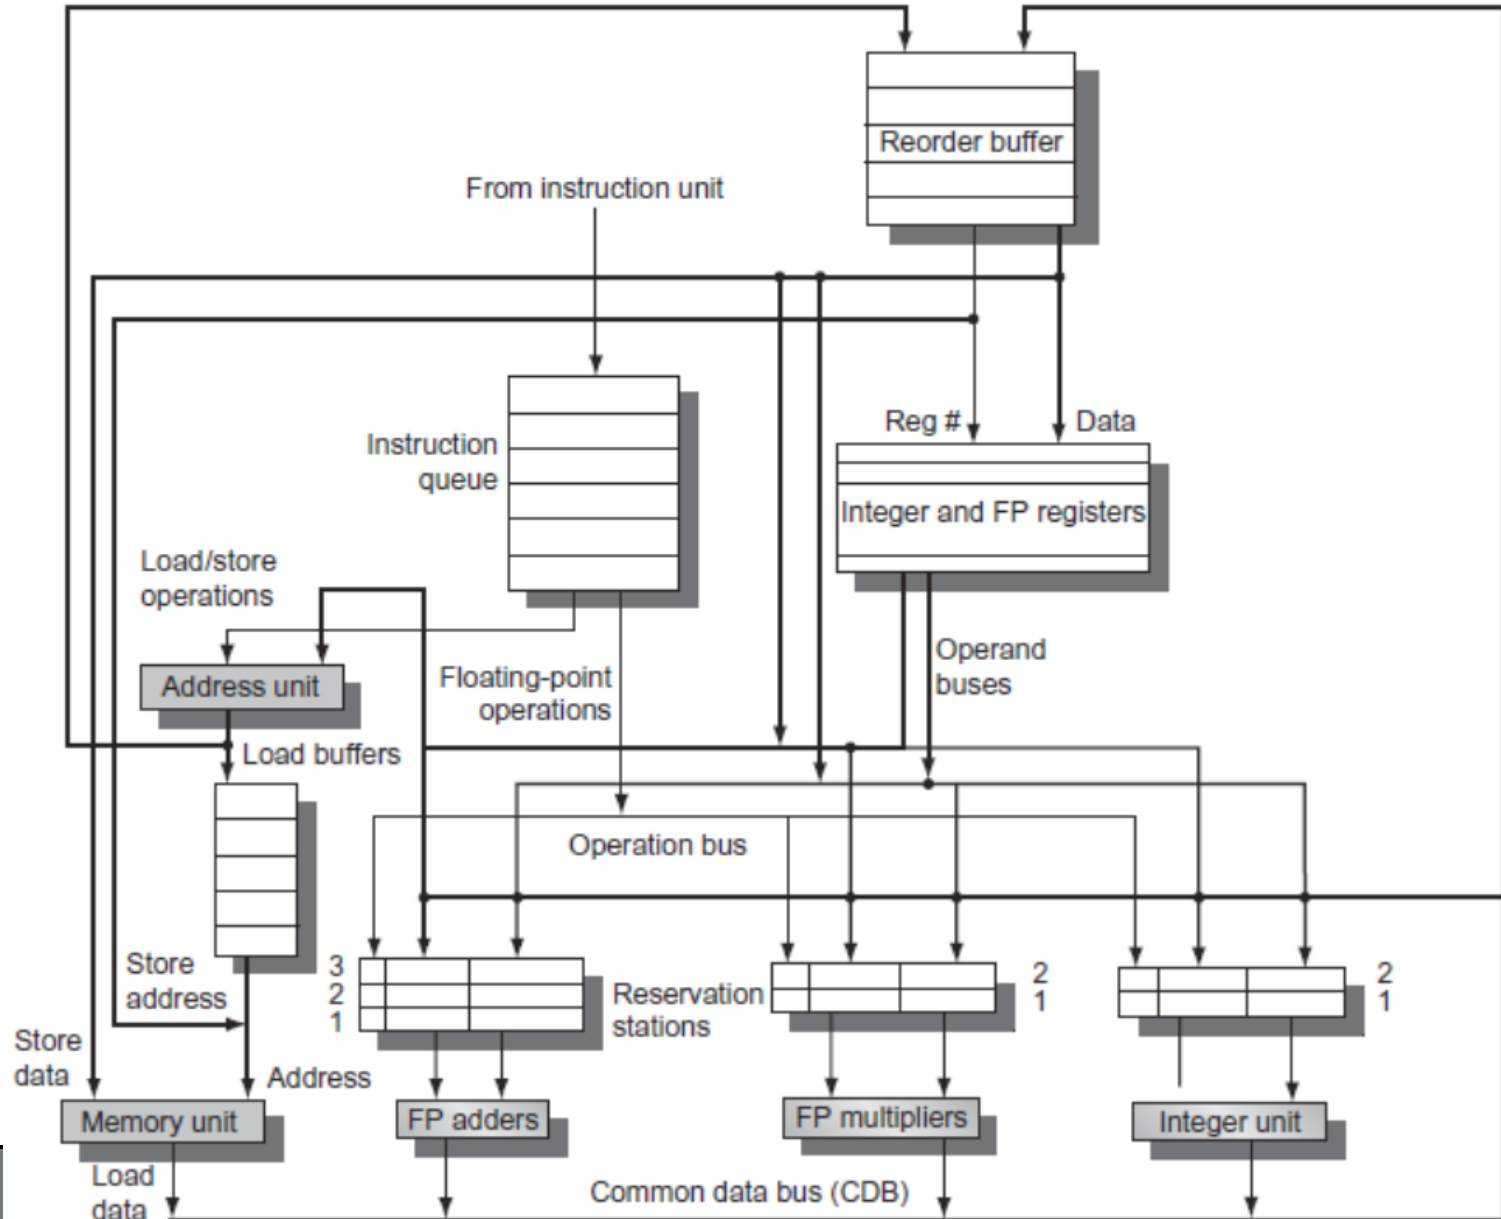 Reorder buffer
From instruction unit
Reg #
Data
Instruction
queue
Integer and FP registers
Load/store
operations
Operand
buses
Floating-point
operations
Address unit
Load buffers
Operation bus
Store
address
3
2
1
Reservation
stations
2
1
2
1
Store
data
Address
Memory unit
FP adders
FP multipliers
Integer unit
Load
data
Common data bus (CDB)